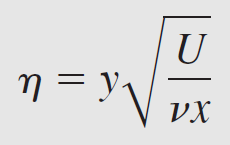 η = y√(U/νx)